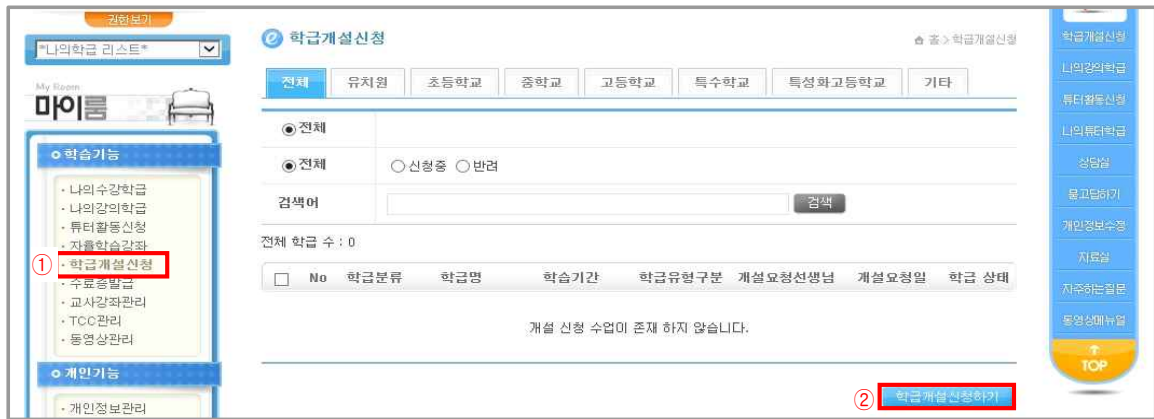 권한보기
*나의학급 리스트*
My Room
마이룸
학습기능
· 나의수강학급
· 나의강의학급
· 튜터활동신청
· 자율학습강좌
① · 학급개설신청
· 수료증발급
· 교사강좌관리
· TCC관리
· 동영상관리
개인기능
· 개인정보관리
학급개설신청
홈 > 학급개설신청
전체 유치원 초등학교 중학교 고등학교 특수학교 특성화고등학교 기타
전체
전체 신청중 반려
검색어 검색
전체 학급 수 : 0
No 학급분류 학급명 학습기간 학급유형구분 개설요청선생님 개설요청일 학급 상태
개설 신청 수업이 존재 하지 않습니다.
② 학급개설신청하기
학급개설신청
나의강의학급
튜터활동신청
나의튜터학급
상담실
묻고답하기
개인정보수정
자료실
자주하는질문
동영상메뉴얼
TOP